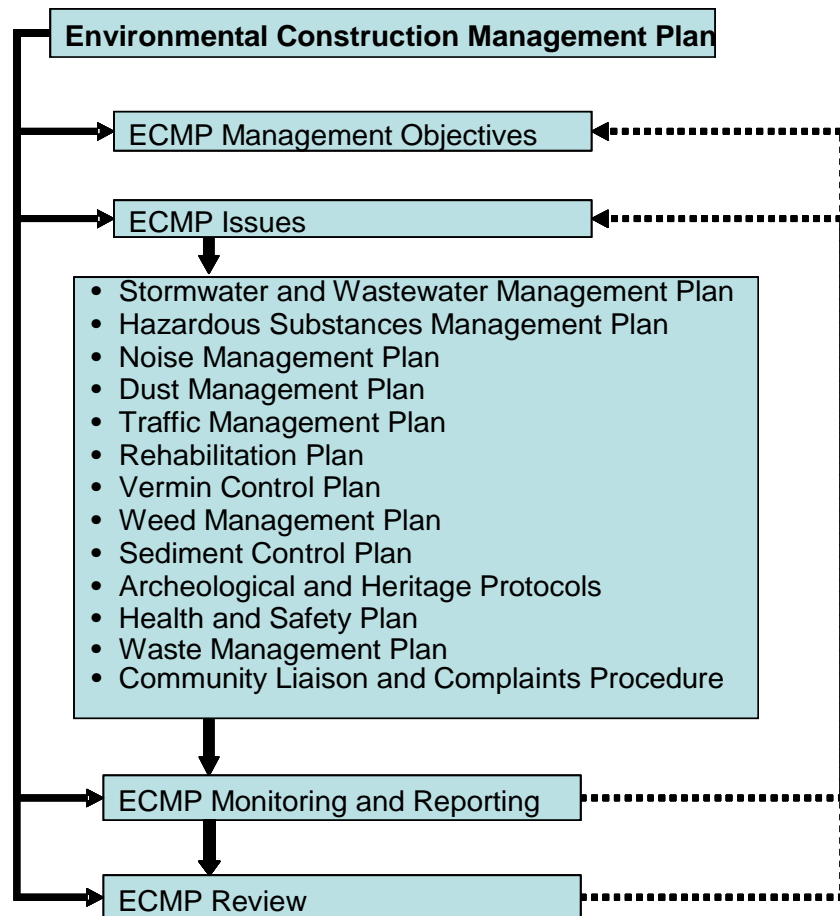 Environmental Construction Management Plan
ECMP Management Objectives
ECMP Issues
• Stormwater and Wastewater Management Plan
• Hazardous Substances Management Plan
• Noise Management Plan
• Dust Management Plan
• Traffic Management Plan
• Rehabilitation Plan
• Vermin Control Plan
• Weed Management Plan
• Sediment Control Plan
• Archeological and Heritage Protocols
• Health and Safety Plan
• Waste Management Plan
• Community Liaison and Complaints Procedure
ECMP Monitoring and Reporting
ECMP Review